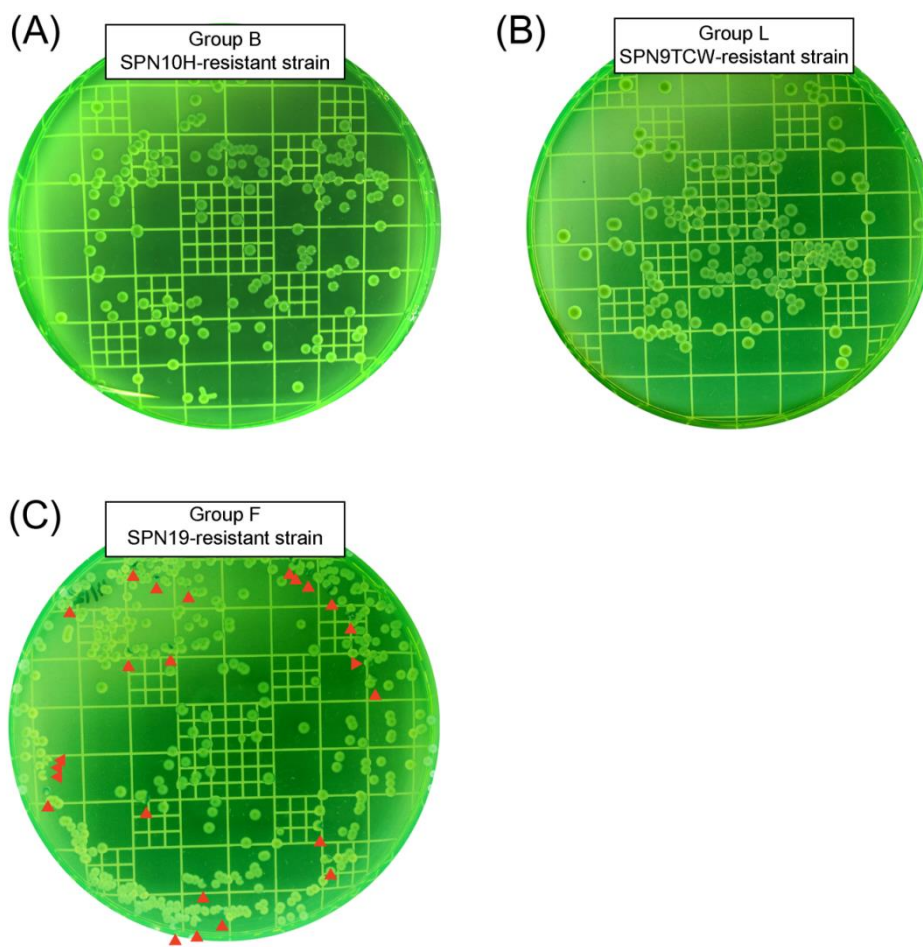 (A)
Group B
SPN10H-resistant strain
(B)
Group L
SPN9TCW-resistant strain
(C)
Group F
SPN19-resistant strain